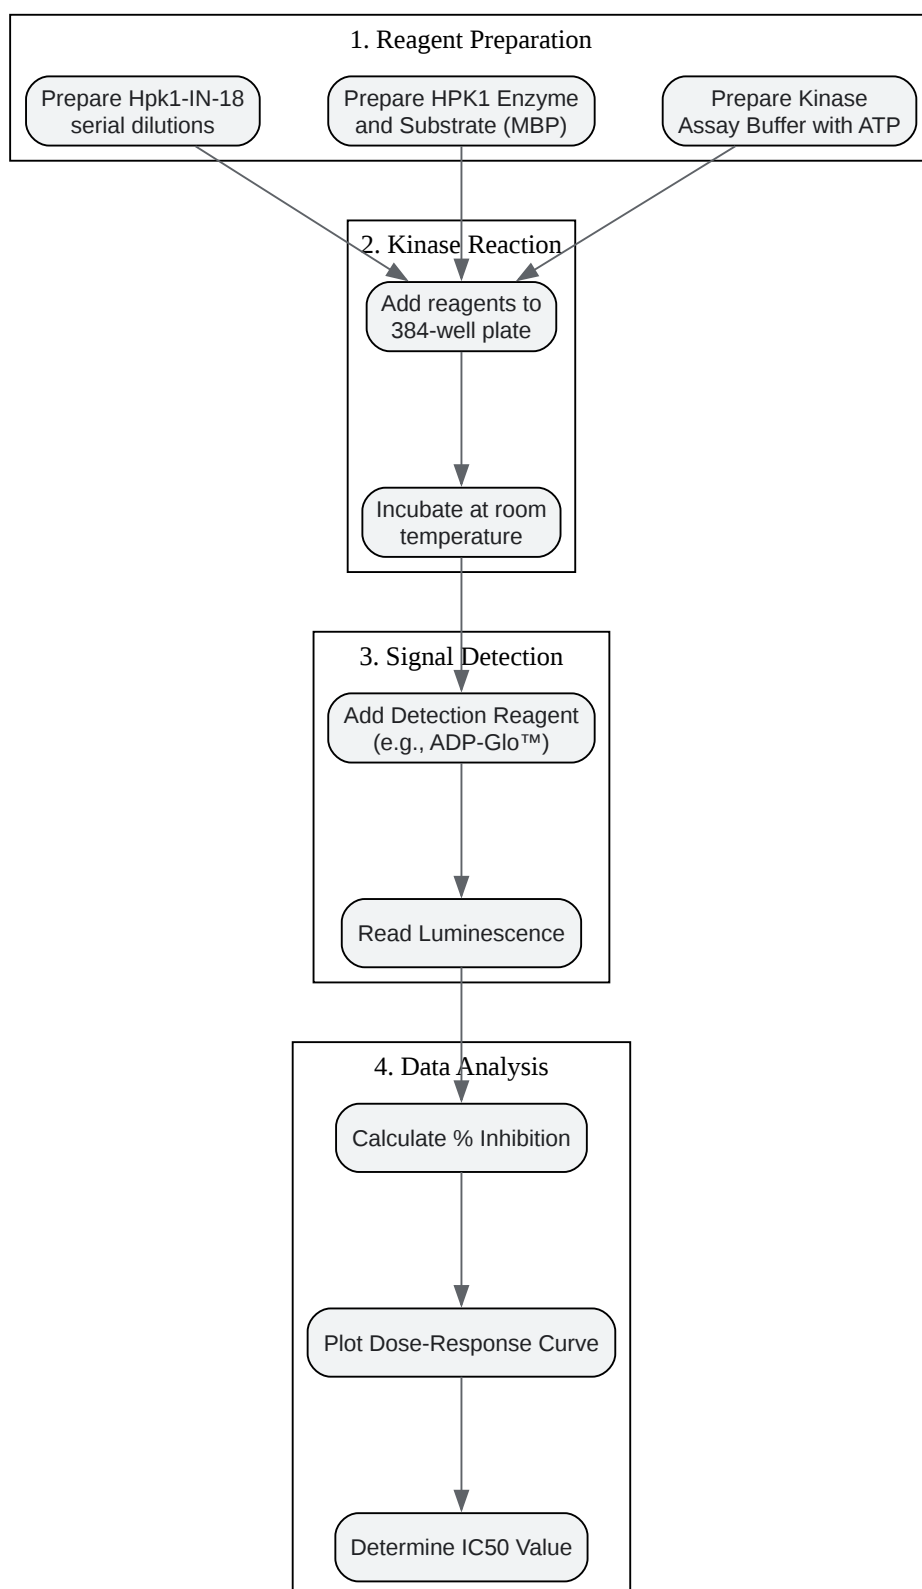 1. Reagent Preparation
Prepare Hpk1-IN-18
serial dilutions
Prepare HPK1 Enzyme
and Substrate (MBP)
Prepare Kinase
Assay Buffer with ATP
2. Kinase Reaction
Add reagents to
384-well plate
Incubate at room
temperature
3. Signal Detection
Add Detection Reagent
(e.g., ADP-Glo™)
Read Luminescence
4. Data Analysis
Calculate % Inhibition
Plot Dose-Response Curve
Determine IC50 Value